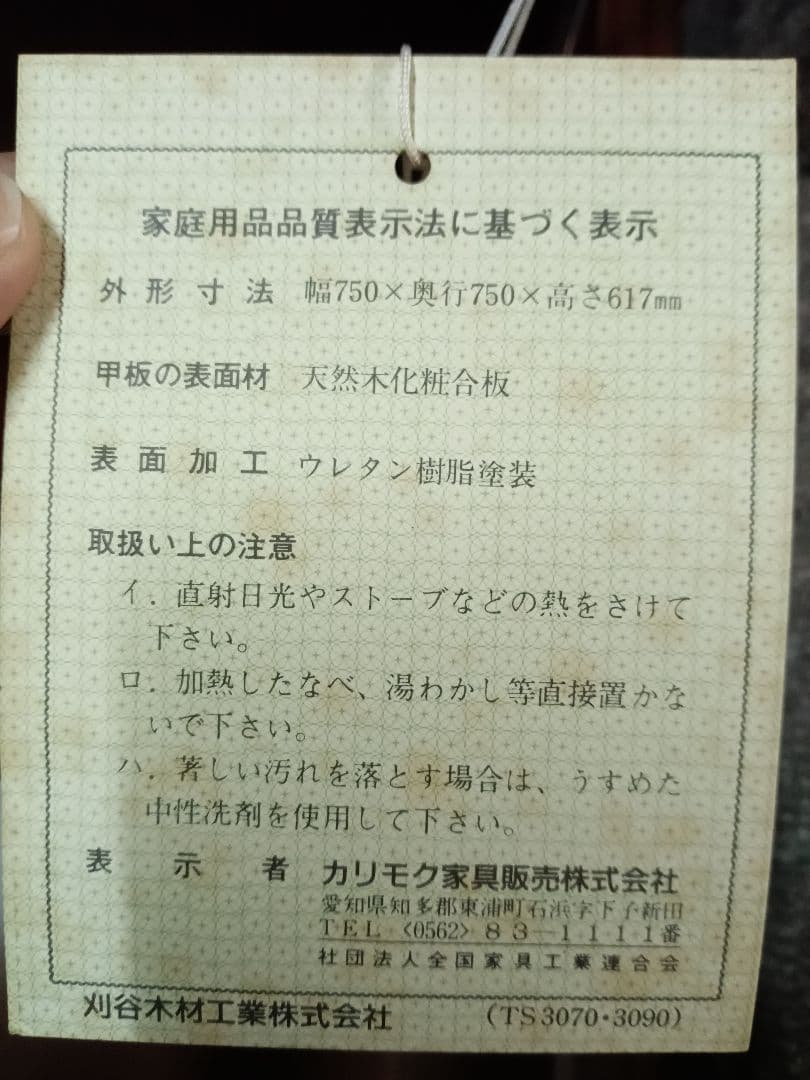 家庭用品品質表示法に基づく表示
外形寸法 幅750×奥行750×高さ617mm
甲板の表面材 天然木化粧合板
表面加工 ウレタン樹脂塗装
取扱い上の注意
イ．直射日光やストーブなどの熱をさけて
下さい。
ロ．加熱したなべ、湯わかし等直接置かな
いで下さい。
ハ．著しい汚れを落とす場合は、うすめた
中性洗剤を使用して下さい。
表示者 カリモク家具販売株式会社
愛知県知多郡東浦町石浜字下子新田
TEL〈0562〉83―1111番
社団法人全国家具工業連合会
刈谷木材工業株式会社 (TS3070・3090)